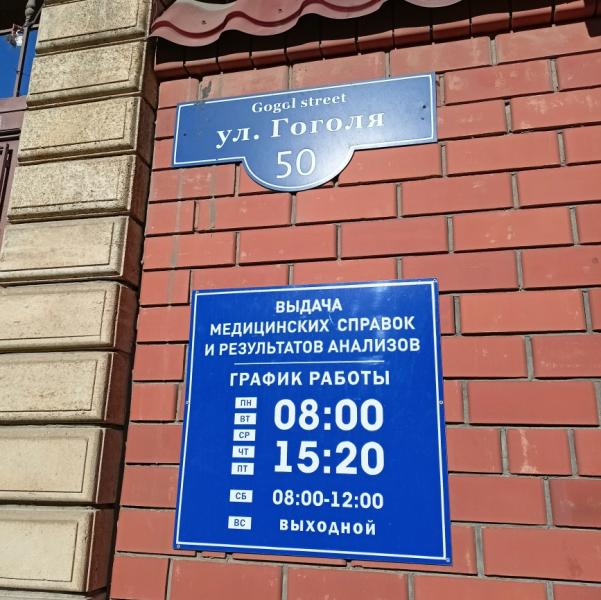 Gogol street
ул. Гоголя
50
ВЫДАЧА
МЕДИЦИНСКИХ СПРАВОК
И РЕЗУЛЬТАТОВ АНАЛИЗОВ
ГРАФИК РАБОТЫ
ПН
ВТ
СР
ЧТ
ПТ
08:00
15:20
СБ 08:00-12:00
ВС ВЫХОДНОЙ